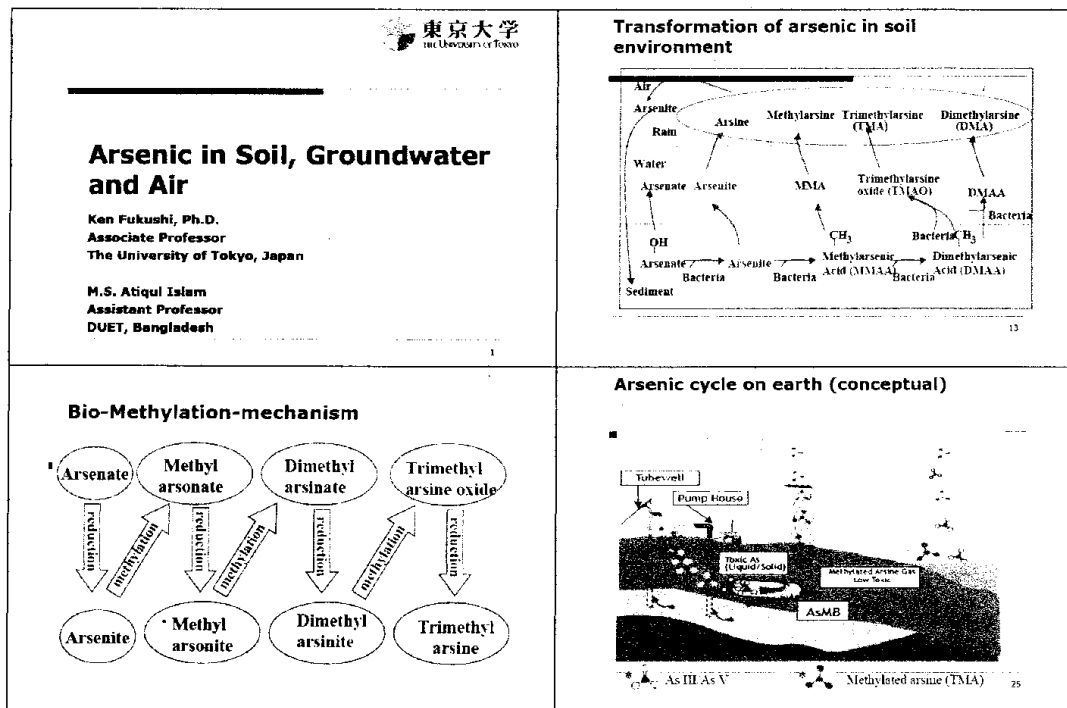 東京大学
THE UNIVERSITY OF TOKYO
Arsenic in Soil, Groundwater
and Air
Ken Fukushi, Ph.D.
Associate Professor
The University of Tokyo, Japan
M.S. Atiqul Islam
Assistant Professor
DUET, Bangladesh
1
Transformation of arsenic in soil
environment
Air
Arsenite
Rain
Arsine
Methylarsine
Trimethylarsine
(TMA)
Dimethylarsine
(DMA)
Water
Arsenate
Arsenite
MMA
Trimethylarsine
oxide (TMAO)
DMAA
Bacteria
OH
CH3
Bacteria
CH3
Arsenate
Bacteria
Arsenite
Bacteria
Methylarsenic
Acid (MMAA)
Bacteria
Dimethylarsenic
Acid (DMAA)
Sediment
13
Bio-Methylation-mechanism
Arsenate
Methyl
arsonate
Dimethyl
arsinate
Trimethyl
arsine oxide
reduction
methylation
reduction
methylation
reduction
methylation
reduction
Arsenite
Methyl
arsonite
Dimethyl
arsinite
Trimethyl
arsine
Arsenic cycle on earth (conceptual)
Tubewell
Pump House
Toxic As
(Liquid/Solid)
Methylated Arsine Gas
Low Toxic
AsMB
* As III As V
* Methylated arsine (TMA)
25